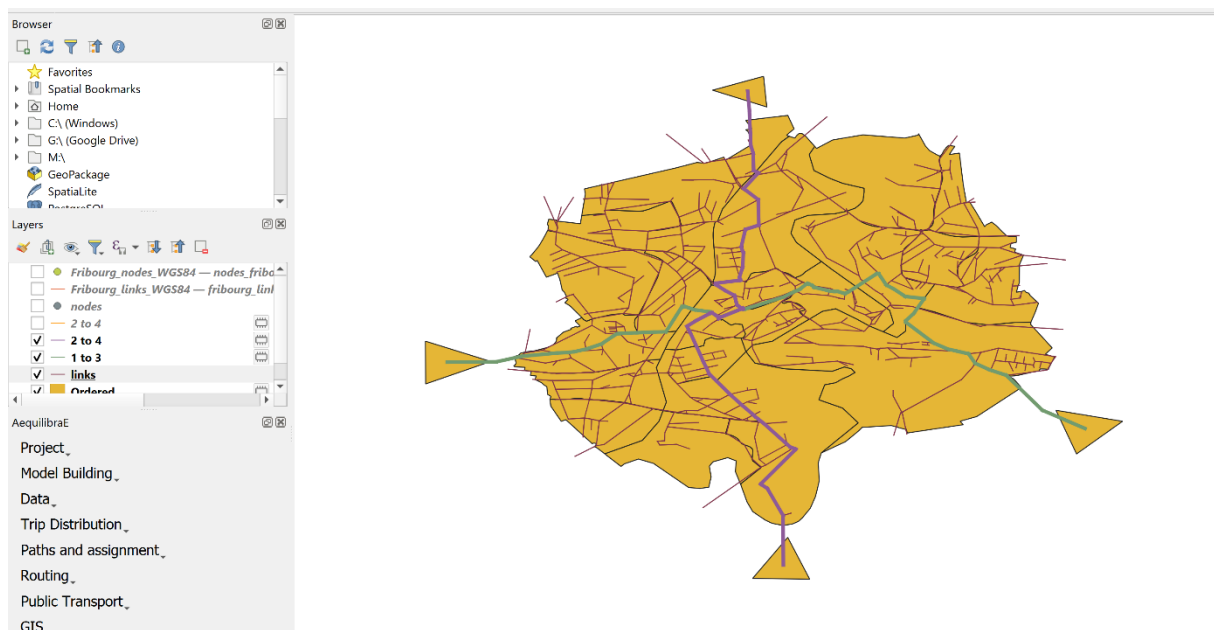 Browser
Favorites
Spatial Bookmarks
Home
C:\ (Windows)
G:\ (Google Drive)
M:\
GeoPackage
SpatiaLite
PostgreSQL
Layers
Fribourg_nodes_WGS84 — nodes_fribo
Fribourg_links_WGS84 — fribourg_lin
nodes
2 to 4
2 to 4
1 to 3
links
Ordered
AequilibraE
Project
Model Building
Data
Trip Distribution
Paths and assignment
Routing
Public Transport
GIS